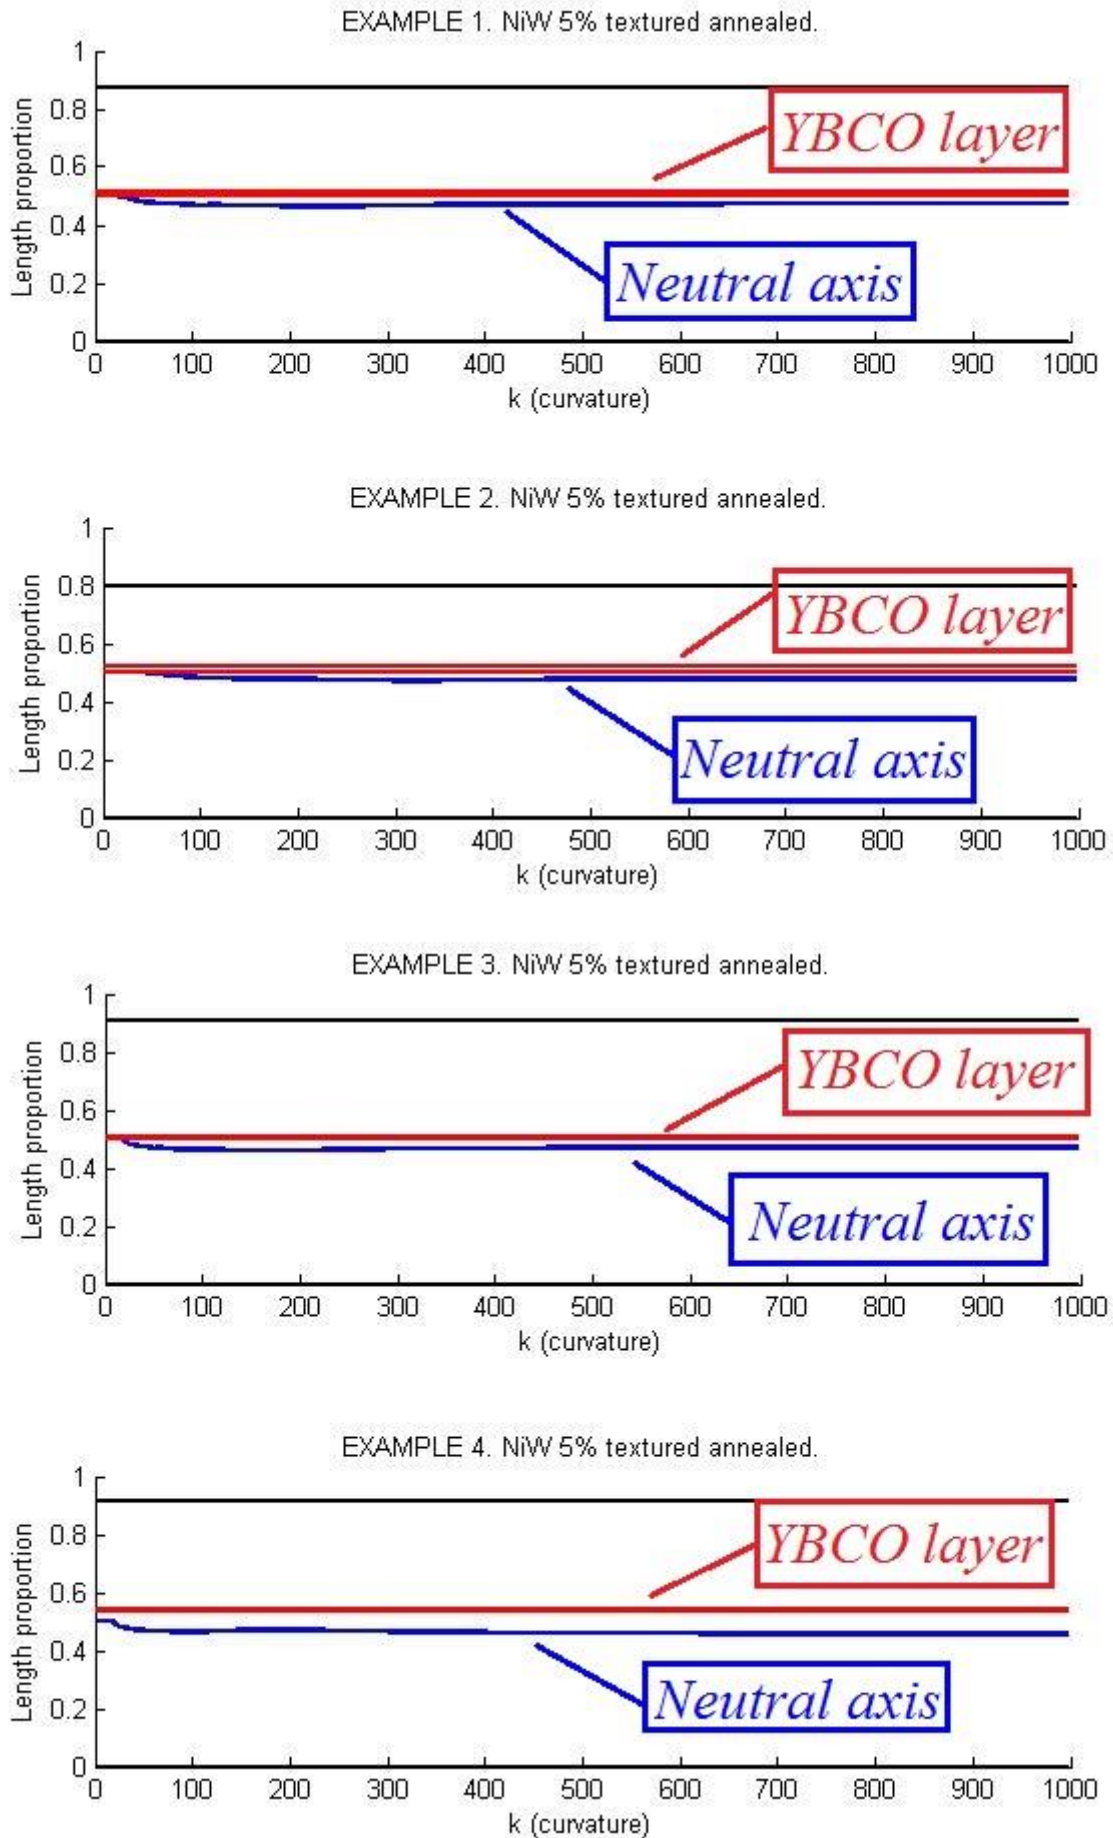 EXAMPLE 1. NiW 5% textured annealed.
1
0.8
0.6
0.4
0.2
0
Length proportion
YBCO layer
Neutral axis
0 100 200 300 400 500 600 700 800 900 1000
k (curvature)
EXAMPLE 2. NiW 5% textured annealed.
1
0.8
0.6
0.4
0.2
0
Length proportion
YBCO layer
Neutral axis
0 100 200 300 400 500 600 700 800 900 1000
k (curvature)
EXAMPLE 3. NiW 5% textured annealed.
1
0.8
0.6
0.4
0.2
0
Length proportion
YBCO layer
Neutral axis
0 100 200 300 400 500 600 700 800 900 1000
k (curvature)
EXAMPLE 4. NiW 5% textured annealed.
1
0.8
0.6
0.4
0.2
0
Length proportion
YBCO layer
Neutral axis
0 100 200 300 400 500 600 700 800 900 1000
k (curvature)